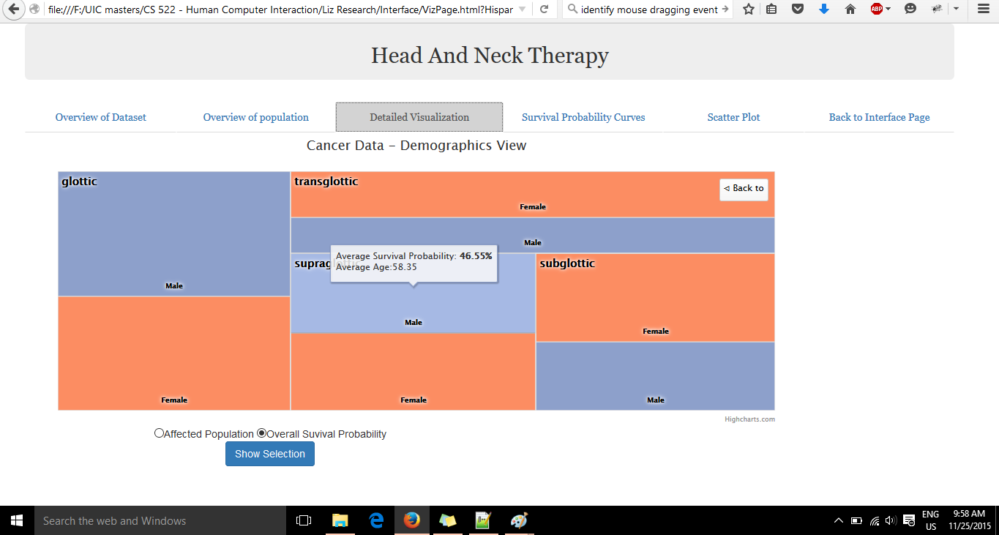 file:///F:/UIC masters/CS 522 - Human Computer Interaction/Liz Research/Interface/VizPage.html?Hispar
identify mouse dragging event
ABP
Head And Neck Therapy
Overview of Dataset
Overview of population
Detailed Visualization
Survival Probability Curves
Scatter Plot
Back to Interface Page
Cancer Data - Demographics View
glottic
Male
Female
transglottic
◁ Back to
Female
Male
Average Survival Probability: 46.55%
Average Age:58.35
Male
Female
subglottic
Female
Male
Highcharts.com
Affected Population
Overall Suvival Probability
Show Selection
Search the web and Windows
ENG
US
9:58 AM
11/25/2015